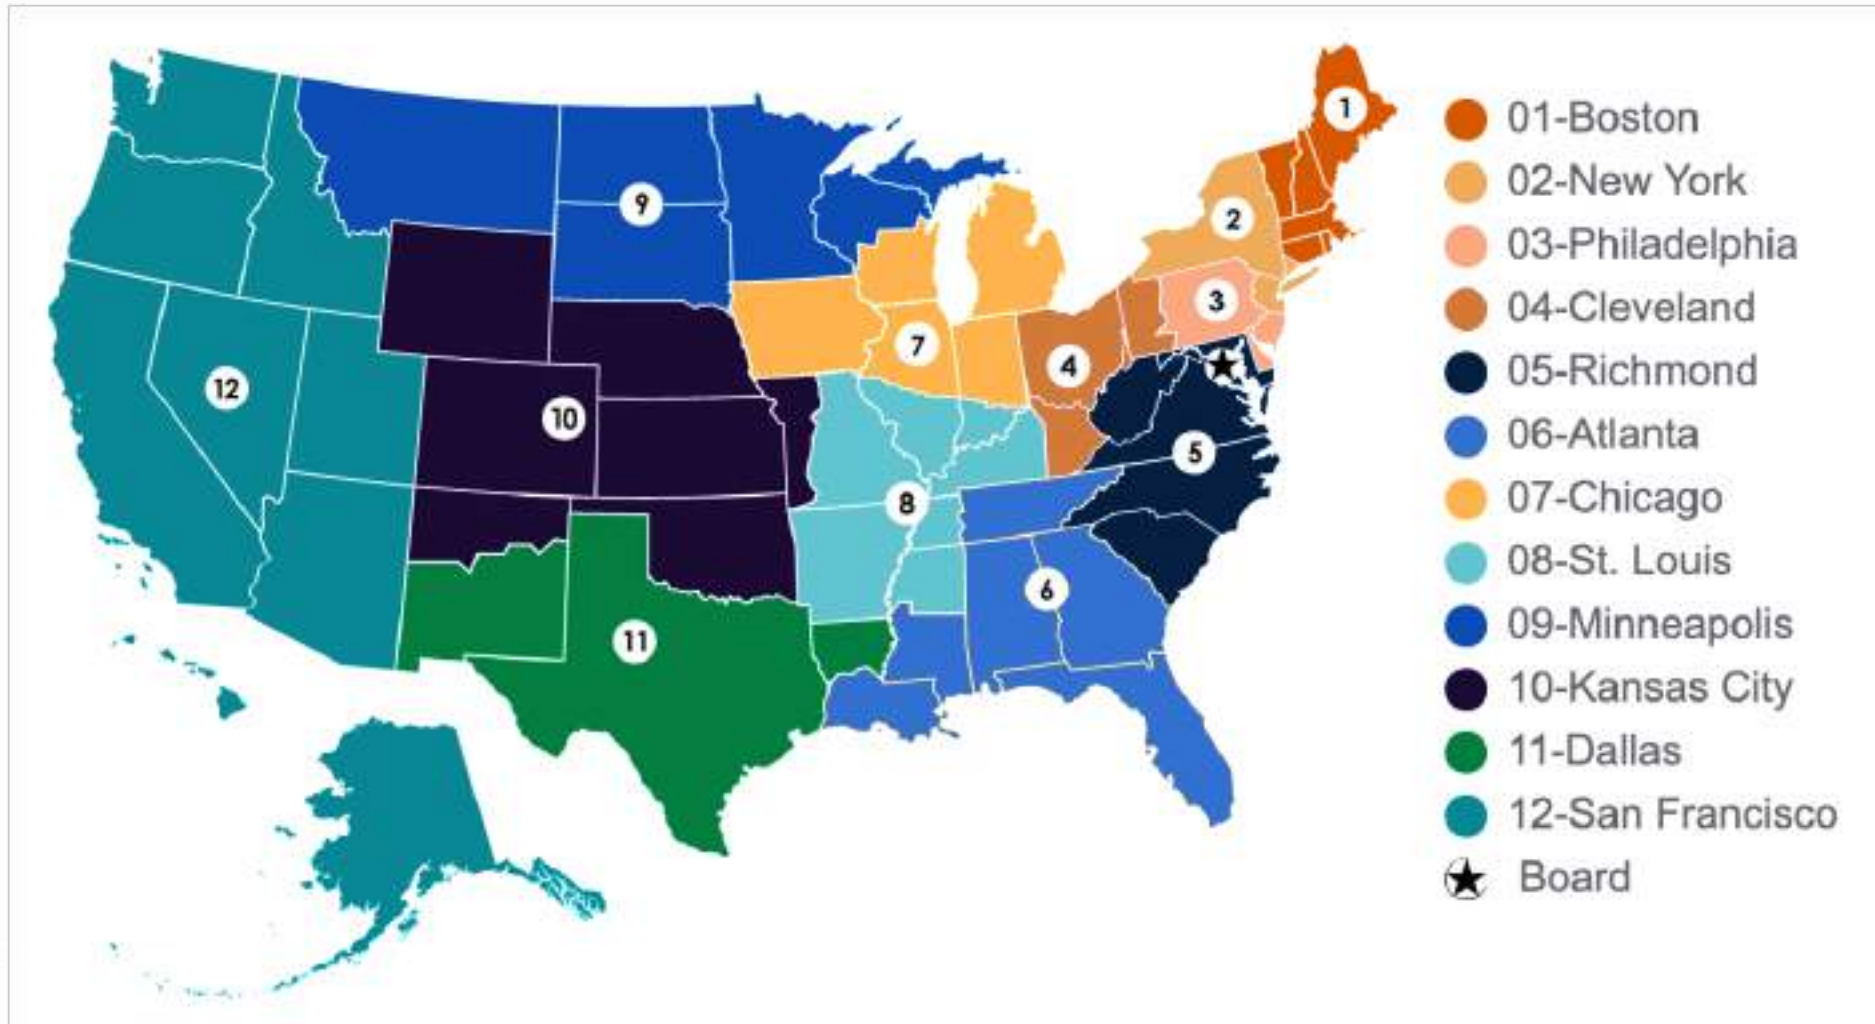 1
9
2
3
7
4
12
10
5
8
6
11
01-Boston
02-New York
03-Philadelphia
04-Cleveland
05-Richmond
06-Atlanta
07-Chicago
08-St. Louis
09-Minneapolis
10-Kansas City
11-Dallas
12-San Francisco
Board